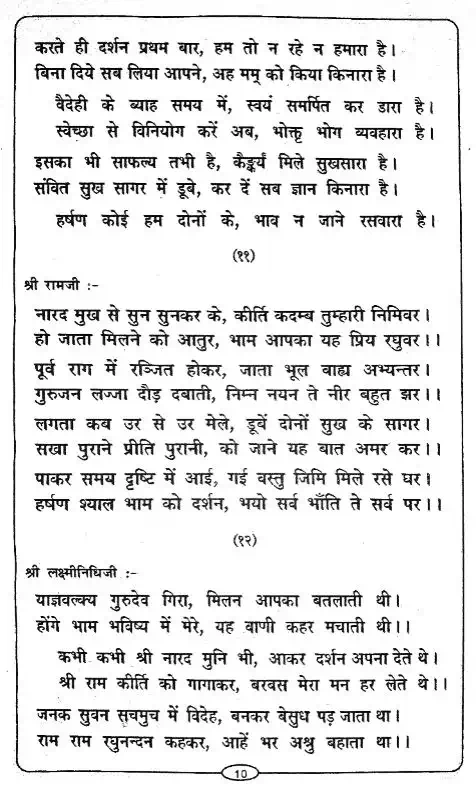 करते ही दर्शन प्रथम बार, हम तो न रहे न हमारा है।
बिना दिये सब लिया आपने, अह मम् को किया किनारा है।
वैदेही के ब्याह समय में, स्वयं समर्पित कर डारा है।
स्वेच्छा से विनियोग करें अब, भोक्तृ भोग व्यवहारा है।
इसका भी साफल्य तभी है, कैङ्कर्य मिले सुखसारा है।
संवित सुख सागर में डूबे, कर दें सब ज्ञान किनारा है।
हर्षण कोई हम दोनों के, भाव न जाने रसवारा है।
(११)
श्री रामजी :-
नारद मुख से सुन सुनकर के, कीर्ति कदम्ब तुम्हारी निमिवर।
हो जाता मिलने को आतुर, भाम आपका यह प्रिय रघुवर।।
पूर्व राग में रञ्जित होकर, जाता भूल बाह्य अभ्यन्तर।
गुरुजन लज्जा दौड़ दबाती, निम्न नयन ते नीर बहुत झर।।
लगता कब उर से उर मेले, डूबें दोनों सुख के सागर।
सखा पुराने प्रीति पुरानी, को जाने यह बात अमर कर।।
पाकर समय दृष्टि में आई, गई वस्तु जिमि मिले रसे घर।
हर्षण श्याल भाम को दर्शन, भयो सर्व भाँति ते सर्व पर।।
(१२)
श्री लक्ष्मीनिधिजी :-
याज्ञवल्क्य गुरुदेव गिरा, मिलन आपका बतलाती थी।
होंगे भाम भविष्य में मेरे, यह वाणी कहर मचाती थी।।
कभी कभी श्री नारद मुनि भी, आकर दर्शन अपना देते थे।
श्री राम कीर्ति को गागाकर, बरवस मेरा मन हर लेते थे।।
जनक सुवन सचमुच में विदेह, बनकर बेसुध पड़ जाता था।
राम राम रघुनन्दन कहकर, आहें भर अश्रु बहाता था।।
10